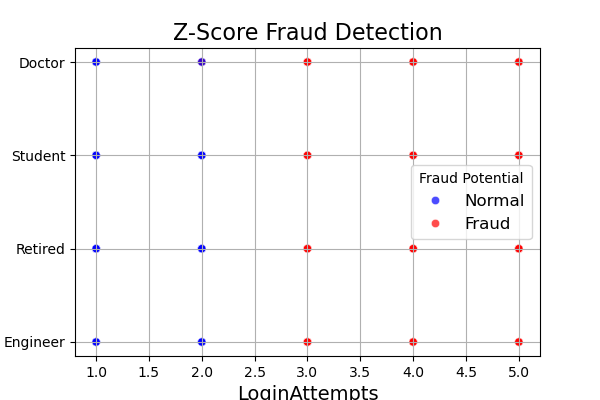 Z-Score Fraud Detection
Doctor
Student
Retired
Engineer
Fraud Potential
Normal
Fraud
1.0 1.5 2.0 2.5 3.0 3.5 4.0 4.5 5.0
LoginAttempts